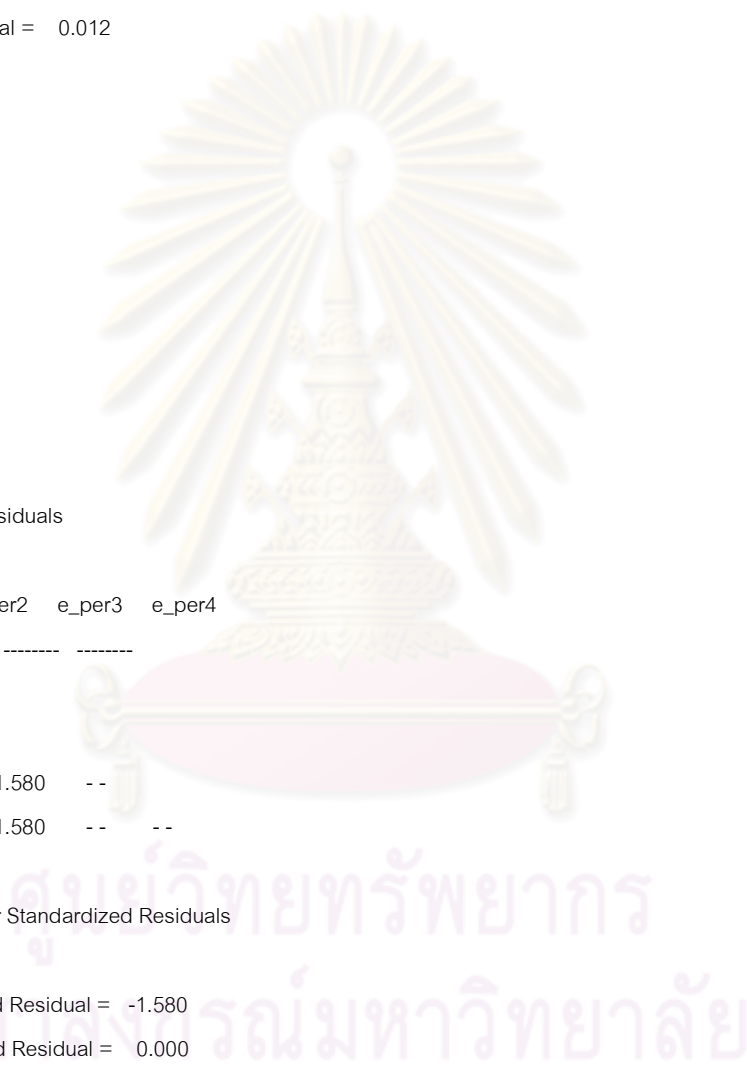 al = 0.012
siduals
er2 e_per3 e_per4
-------- --------
1.580 - -
1.580 - - - -
r Standardized Residuals
d Residual = -1.580
d Residual = 0.000
ศูนย์วิทยทรัพยากร
าลงกรณ์มหาวิทยาลัย